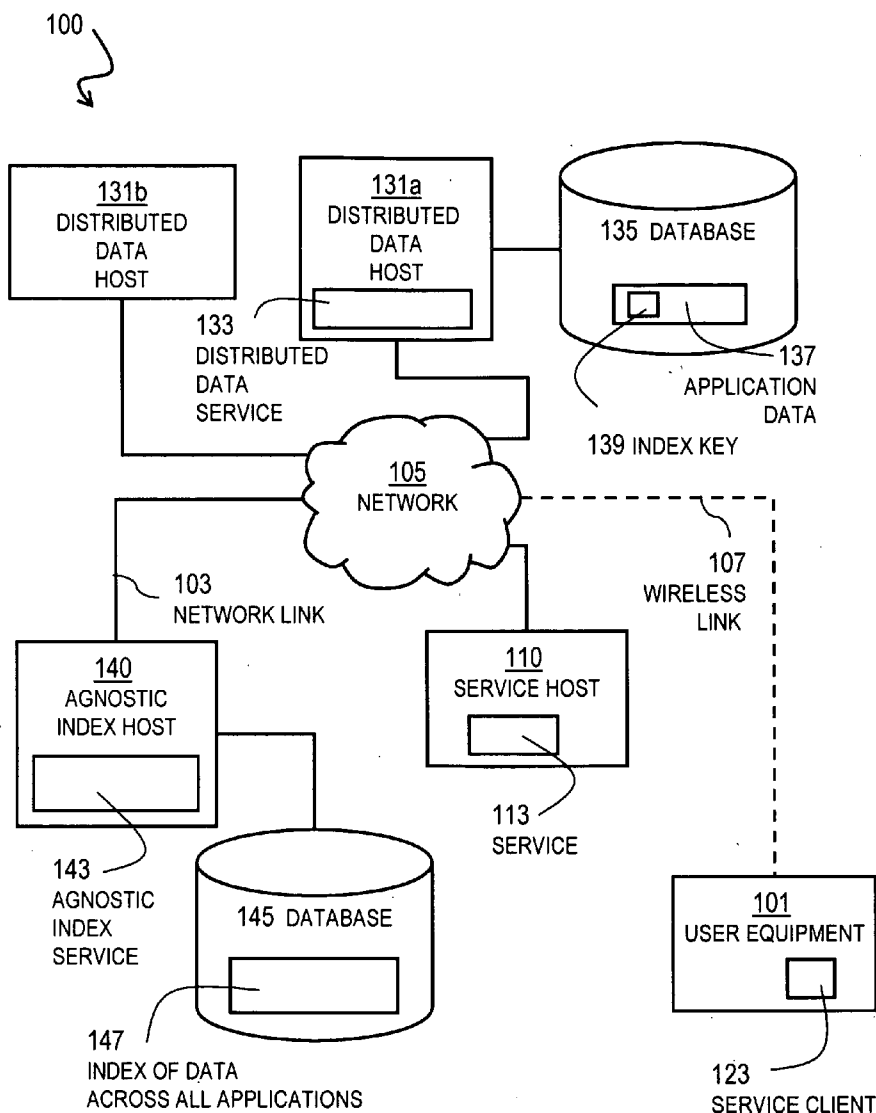 100
131b
DISTRIBUTED
DATA
HOST
131a
DISTRIBUTED
DATA
HOST
135 DATABASE
133
DISTRIBUTED
DATA
SERVICE
137
APPLICATION
DATA
139 INDEX KEY
105
NETWORK
103
NETWORK LINK
107
WIRELESS
LINK
140
AGNOSTIC
INDEX HOST
110
SERVICE HOST
113
SERVICE
143
AGNOSTIC
INDEX
SERVICE
145 DATABASE
101
USER EQUIPMENT
147
INDEX OF DATA
ACROSS ALL APPLICATIONS
123
SERVICE CLIENT